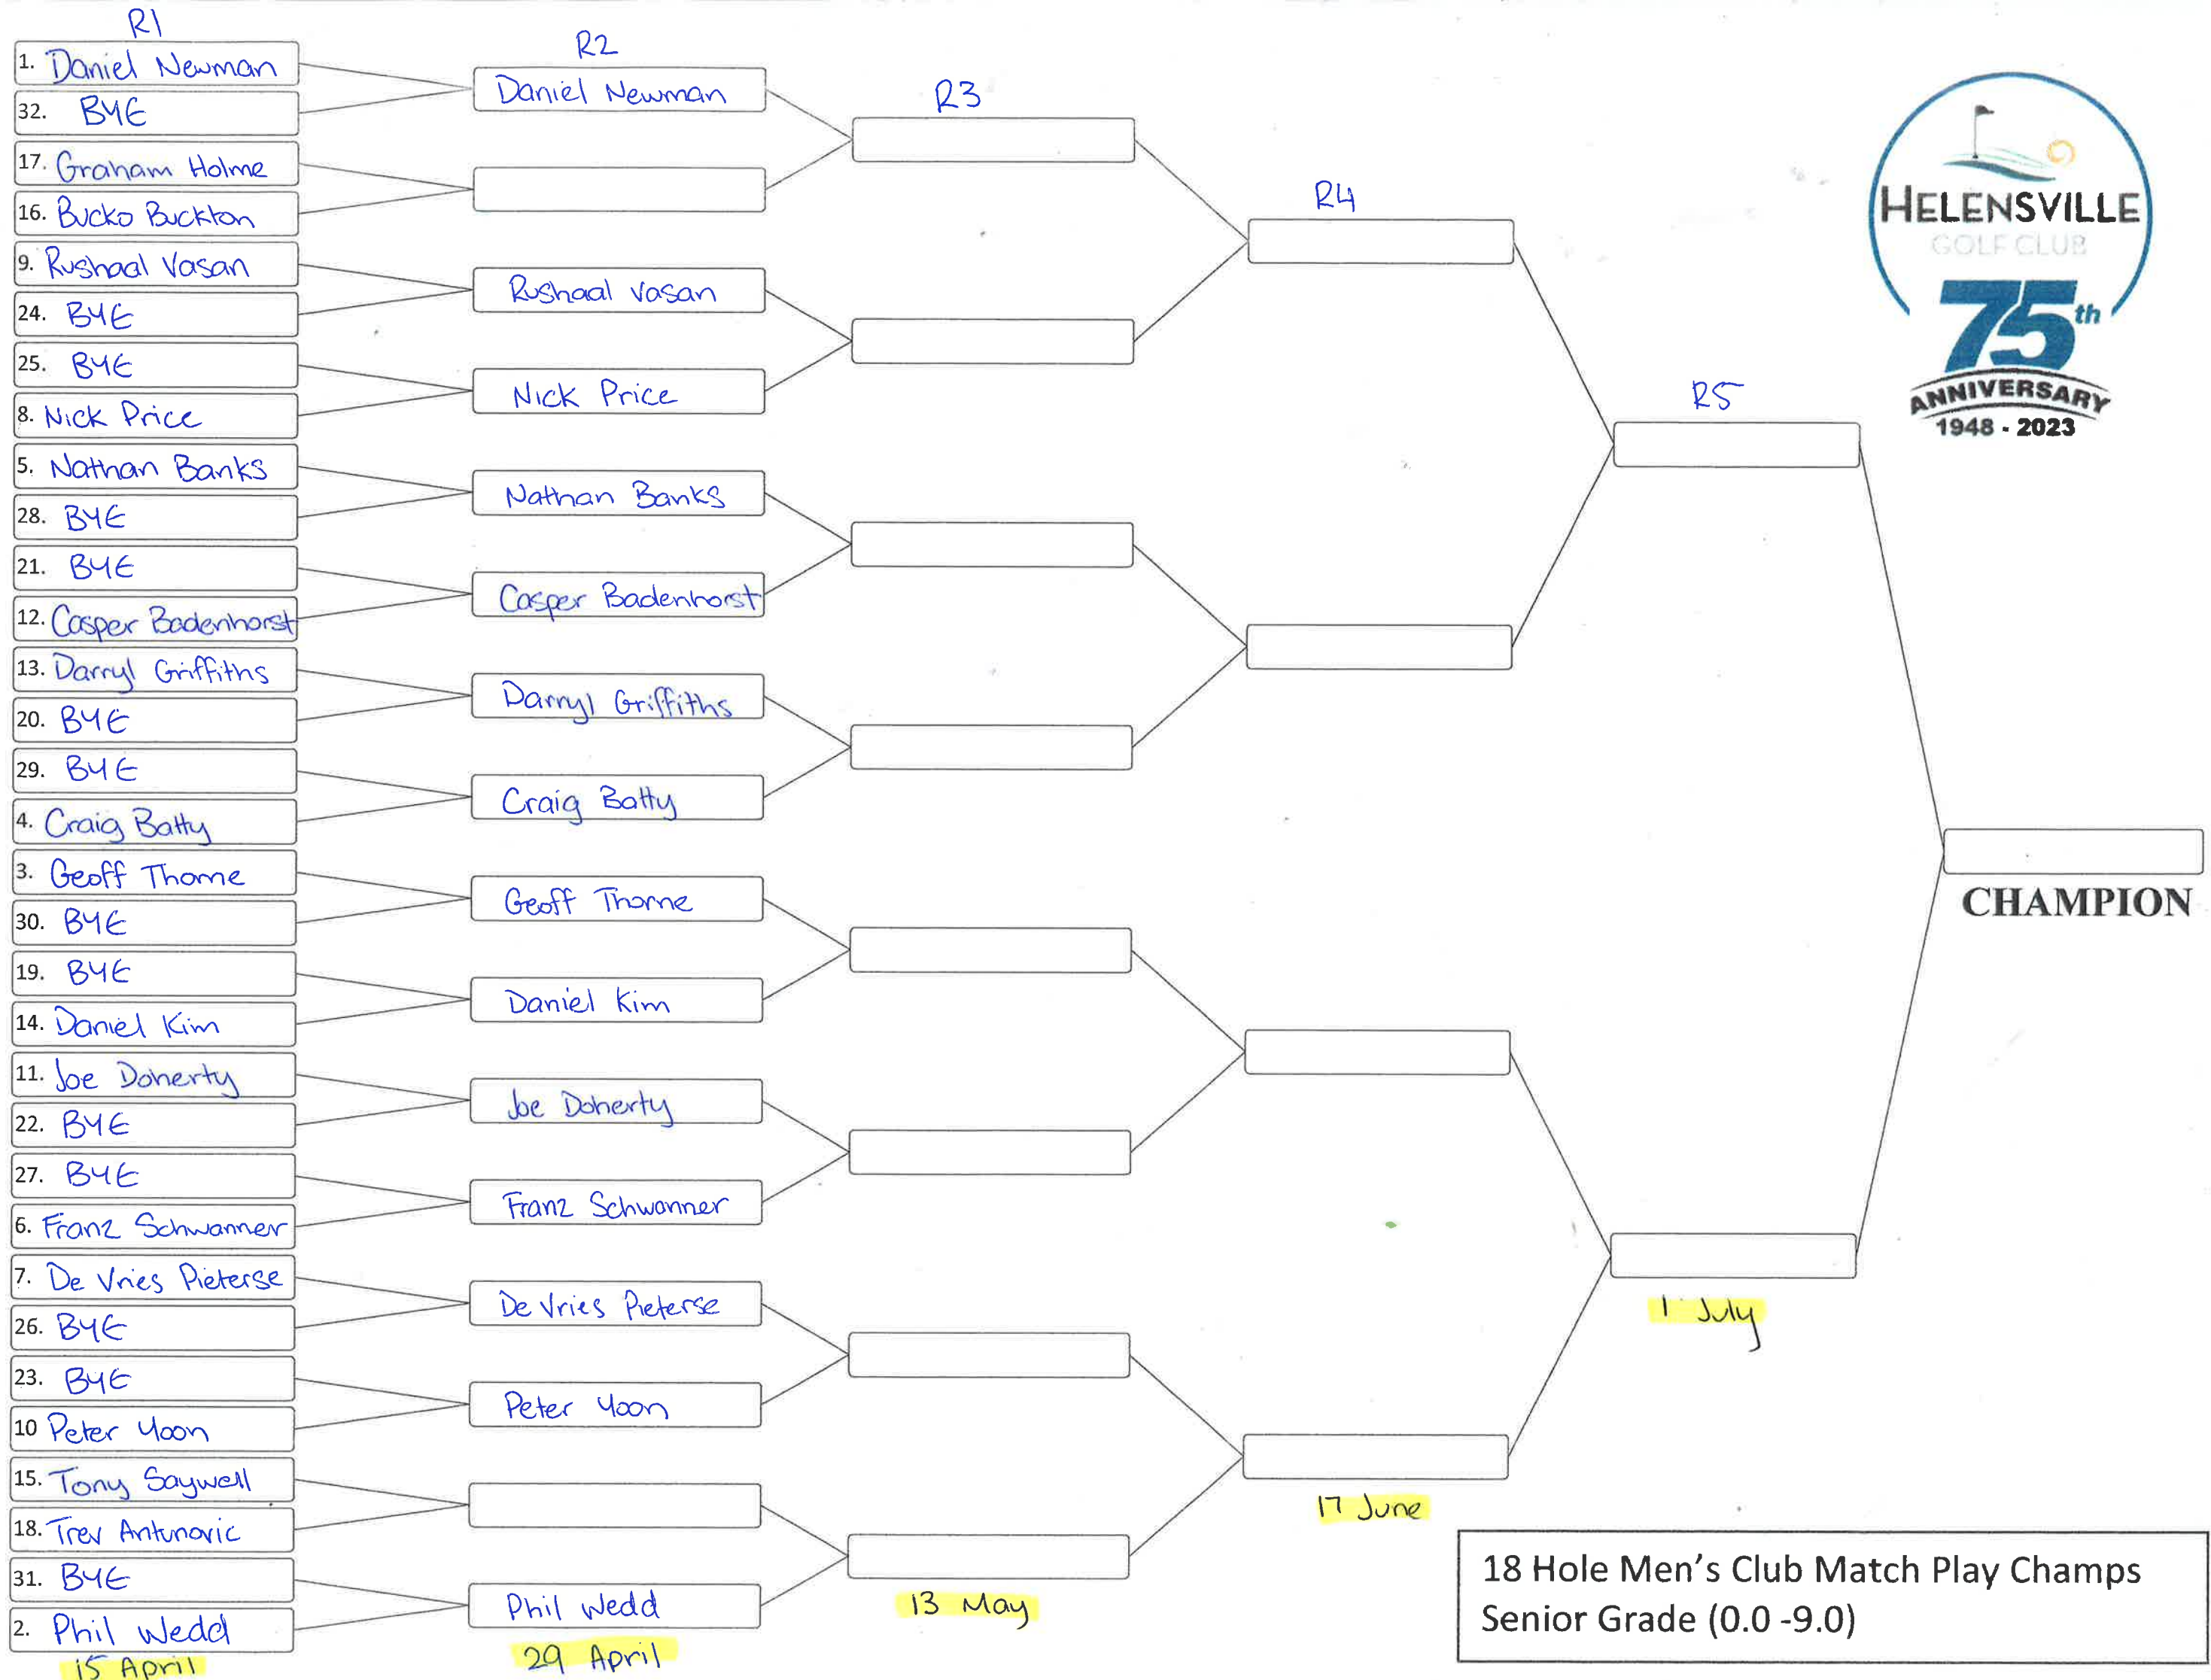 R1
1. Daniel Newman
32. BYE
17. Graham Holme
16. Bucko Buckton
9. Rushaal Vasan
24. BYE
25. BYE
8. Nick Price
5. Nathan Banks
28. BYE
21. BYE
12. Casper Badenhorst
13. Darryl Griffiths
20. BYE
29. BYE
4. Craig Batty
3. Geoff Thorne
30. BYE
19. BYE
14. Daniel Kim
11. Joe Doherty
22. BYE
27. BYE
6. Franz Schwanner
7. De Vries Pieterse
26. BYE
23. BYE
10 Peter Yoon
15. Tony Saywell
18. Trev Antunovic
31. BYE
2. Phil Wedd
15 April
R2
Daniel Newman
Rushaal Vasan
Nick Price
Nathan Banks
Casper Badenhorst
Darryl Griffiths
Craig Batty
Geoff Thorne
Daniel Kim
Joe Doherty
Franz Schwanner
De Vries Pieterse
Peter Yoon
Phil Wedd
29 April
R3
13 May
R4
17 June
R5
1 July
CHAMPION
HELENSVILLE
GOLF CLUB
75th
ANNIVERSARY
1948 - 2023
18 Hole Men's Club Match Play Champs
Senior Grade (0.0 -9.0)